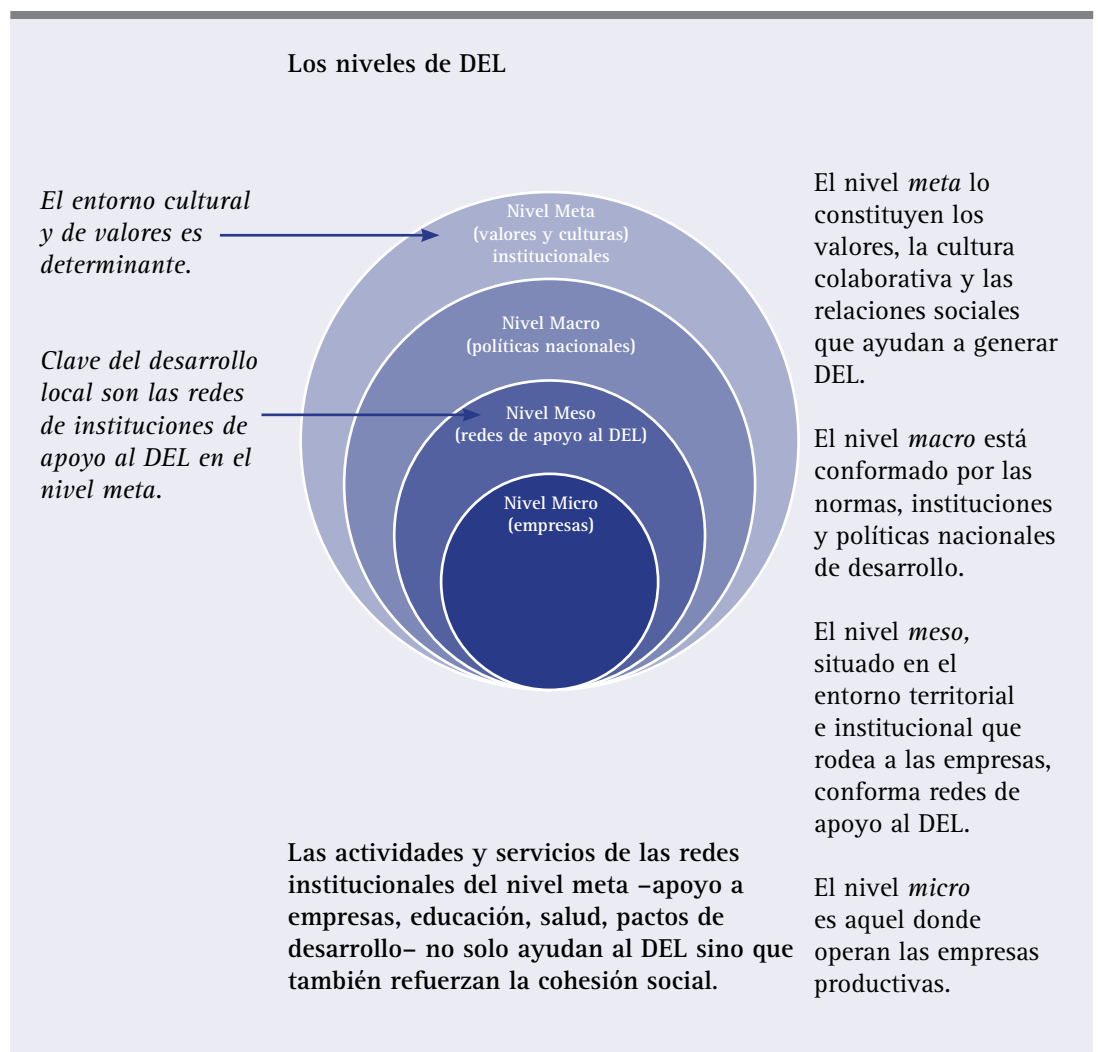 Los niveles de DEL
El entorno cultural
y de valores es
determinante.
Clave del desarrollo
local son las redes
de instituciones de
apoyo al DEL en el
nivel meta.
Nivel Meta
(valores y culturas)
institucionales
Nivel Macro
(políticas nacionales)
Nivel Meso
(redes de apoyo al DEL)
Nivel Micro
(empresas)
El nivel meta lo
constituyen los
valores, la cultura
colaborativa y las
relaciones sociales
que ayudan a generar
DEL.
El nivel macro está
conformado por las
normas, instituciones
y políticas nacionales
de desarrollo.
El nivel meso,
situado en el
entorno territorial
e institucional que
rodea a las empresas,
conforma redes de
apoyo al DEL.
El nivel micro
es aquel donde
operan las empresas
productivas.
Las actividades y servicios de las redes
institucionales del nivel meta –apoyo a
empresas, educación, salud, pactos de
desarrollo– no solo ayudan al DEL sino que
también refuerzan la cohesión social.